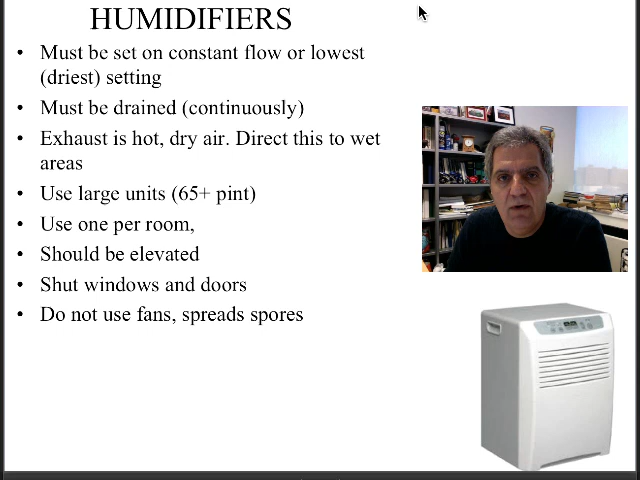 HUMIDIFIERS
• Must be set on constant flow or lowest
(driest) setting
• Must be drained (continuously)
• Exhaust is hot, dry air. Direct this to wet
areas
• Use large units (65+ pint)
• Use one per room,
• Should be elevated
• Shut windows and doors
• Do not use fans, spreads spores